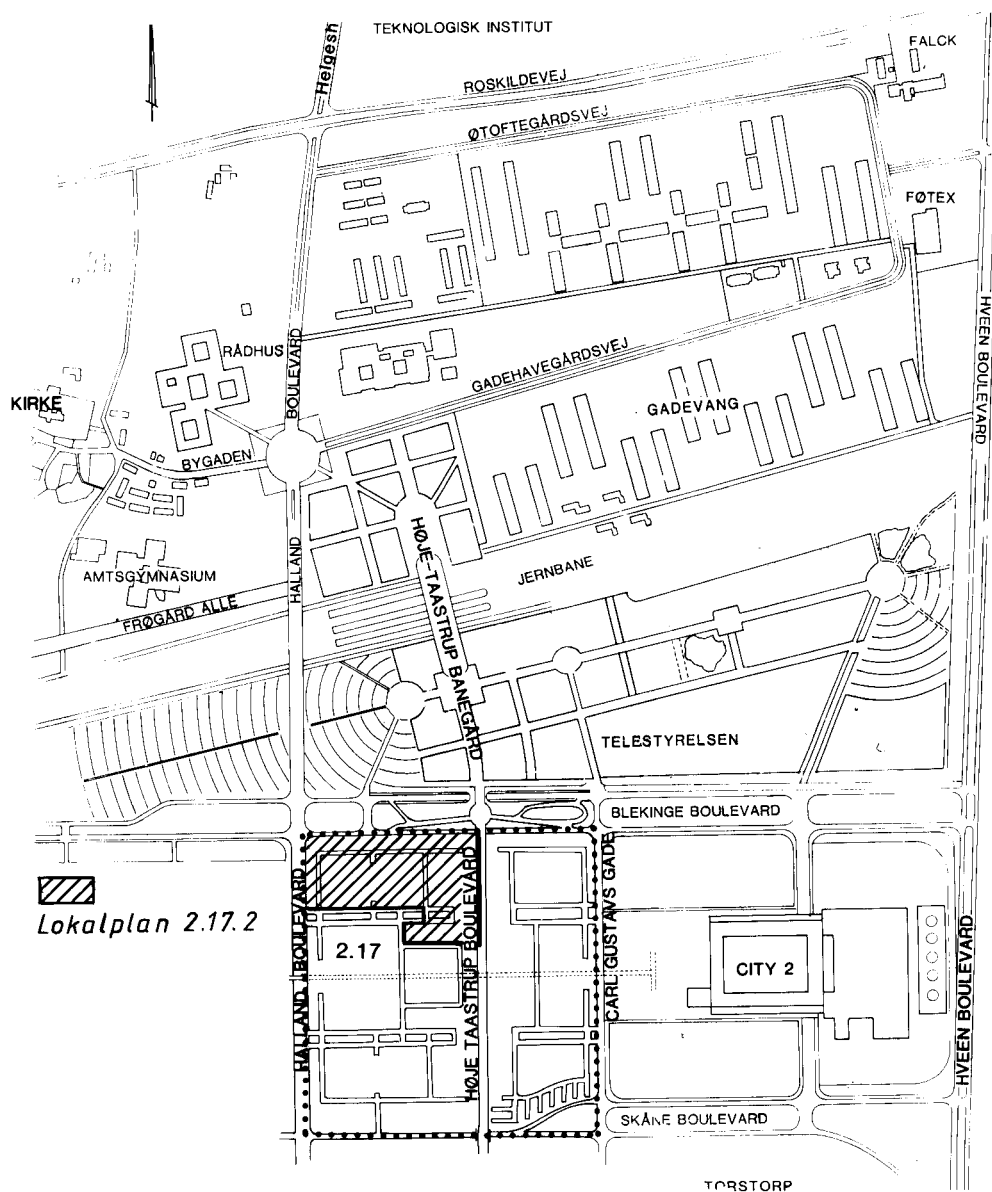 TEKNOLOGISK INSTITUT
FALCK
Helgesh
ROSKILDEVEJ
ØTOFTEGÅRDSVEJ
FØTEX
HVEEN BOULEVARD
RÅDHUS
BOULEVARD
GADEHAVEGÅRDSVEJ
KIRKE
GADEVANG
BYGADEN
HØJE-TAASTRUP BANEGÅRD
JERNBANE
AMTSGYMNASIUM
HALLAND
FRØGÅRD ALLE
TELESTYRELSEN
BLEKINGE BOULEVARD
Lokalplan 2.17.2
HALLAND BOULEVARD
2.17
HØJE TAASTRUP BOULEVARD
CARL GUSTAVS GADE
CITY 2
HVEEN BOULEVARD
SKÅNE BOULEVARD
TORSTORP